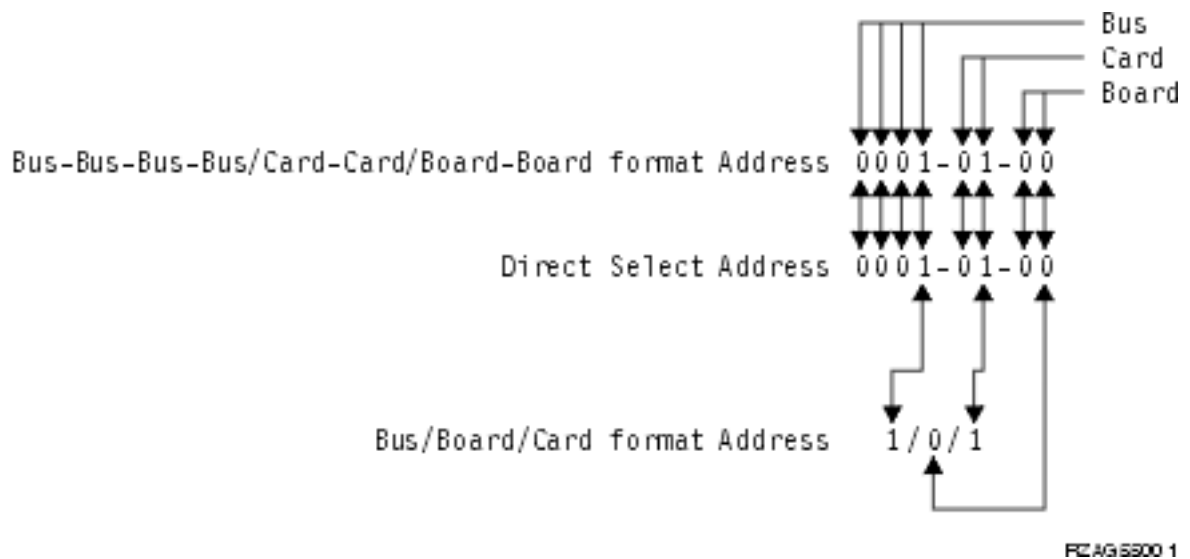 Bus
Card
Board
Bus-Bus-Bus-Bus/Card-Card/Board-Board format Address 0001-01-00
Direct Select Address 0001-01-00
Bus/Board/Card format Address 1/0/1